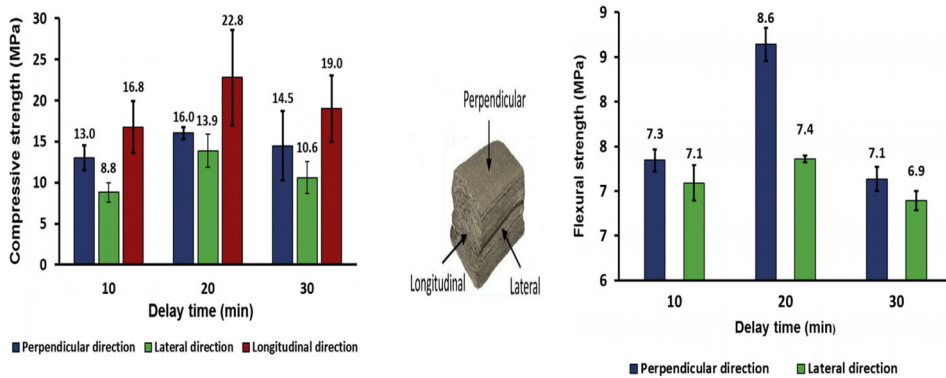 Compressive strength (MPa)
30
25
20
15
10
5
0
13.0
8.8
16.8
16.0
13.9
22.8
14.5
10.6
19.0
10 20 30
Delay time (min)
Perpendicular direction Lateral direction Longitudinal direction
Perpendicular
Longitudinal
Lateral
Flexural strength (MPa)
9
9
8
8
7
7
6
7.3
7.1
8.6
7.4
7.1
6.9
10 20 30
Delay time (min)
Perpendicular direction Lateral direction